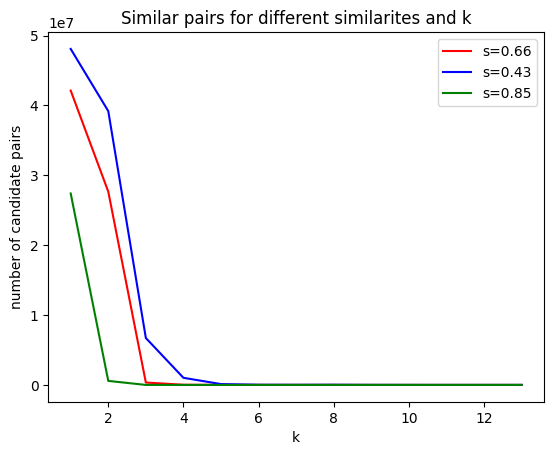 Similar pairs for different similarites and k
1e7
5
4
3
2
1
0
number of candidate pairs
s=0.66
s=0.43
s=0.85
2 4 6 8 10 12
k